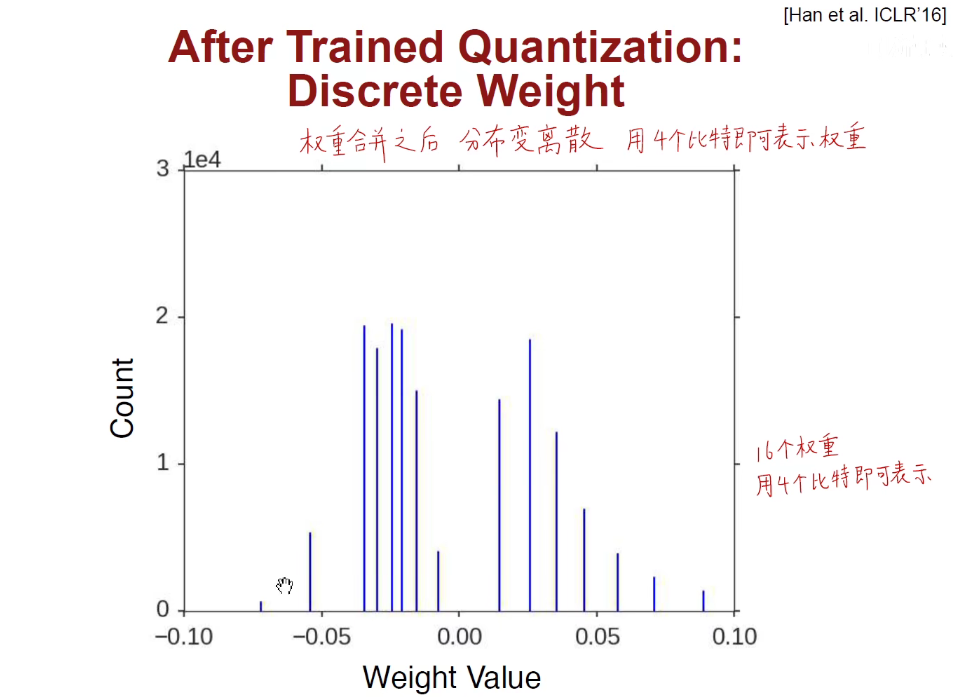 [Han et al. ICLR'16]
After Trained Quantization:
Discrete Weight
权重合并之后 分布变离散 用4个比特即可表示权重
1e4
3
2
1
0
Count
−0.10 −0.05 0.00 0.05 0.10
Weight Value
16个权重
用4个比特即可表示